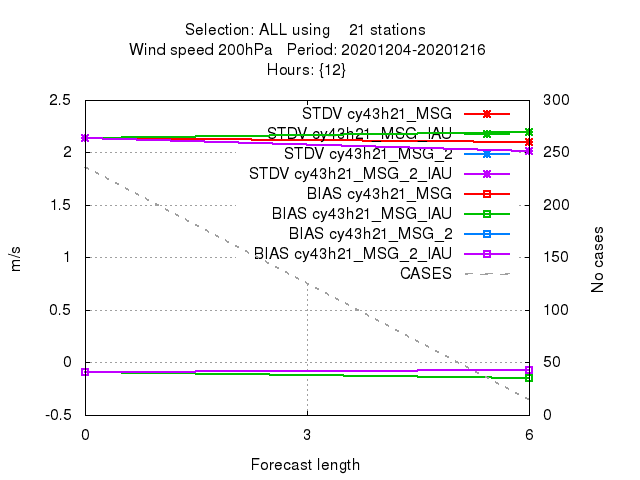 Selection: ALL using 21 stations
Wind speed 200hPa Period: 20201204-20201216
Hours: {12}
2.5 300
STDV cy43h21_MSG
STDV cy43h21_MSG_IAU
2 250
STDV cy43h21_MSG_2
STDV cy43h21_MSG_2_IAU
BIAS cy43h21_MSG
1.5 200
BIAS cy43h21_MSG_IAU
BIAS cy43h21_MSG_2
BIAS cy43h21_MSG_2_IAU
1 150
CASES
m/s
No cases
0.5 100
0 50
-0.5 0
0 3 6
Forecast length